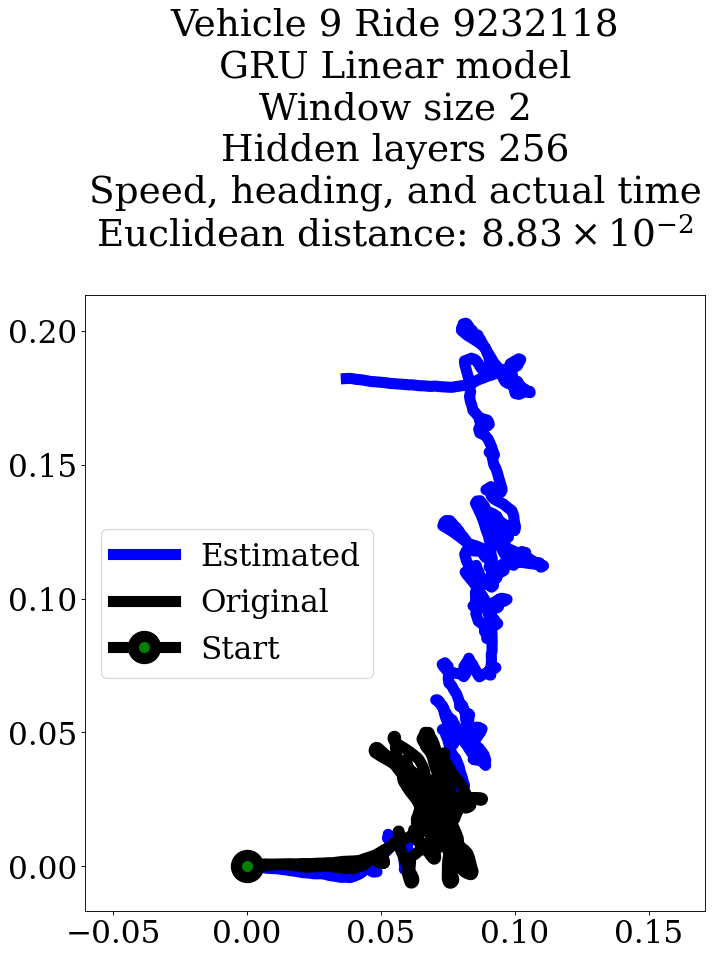 Vehicle 9 Ride 9232118
GRU Linear model
Window size 2
Hidden layers 256
Speed, heading, and actual time
Euclidean distance: 8.83 × 10⁻²
0.20
0.15
0.10
0.05
0.00
Estimated
Original
Start
−0.05 0.00 0.05 0.10 0.15